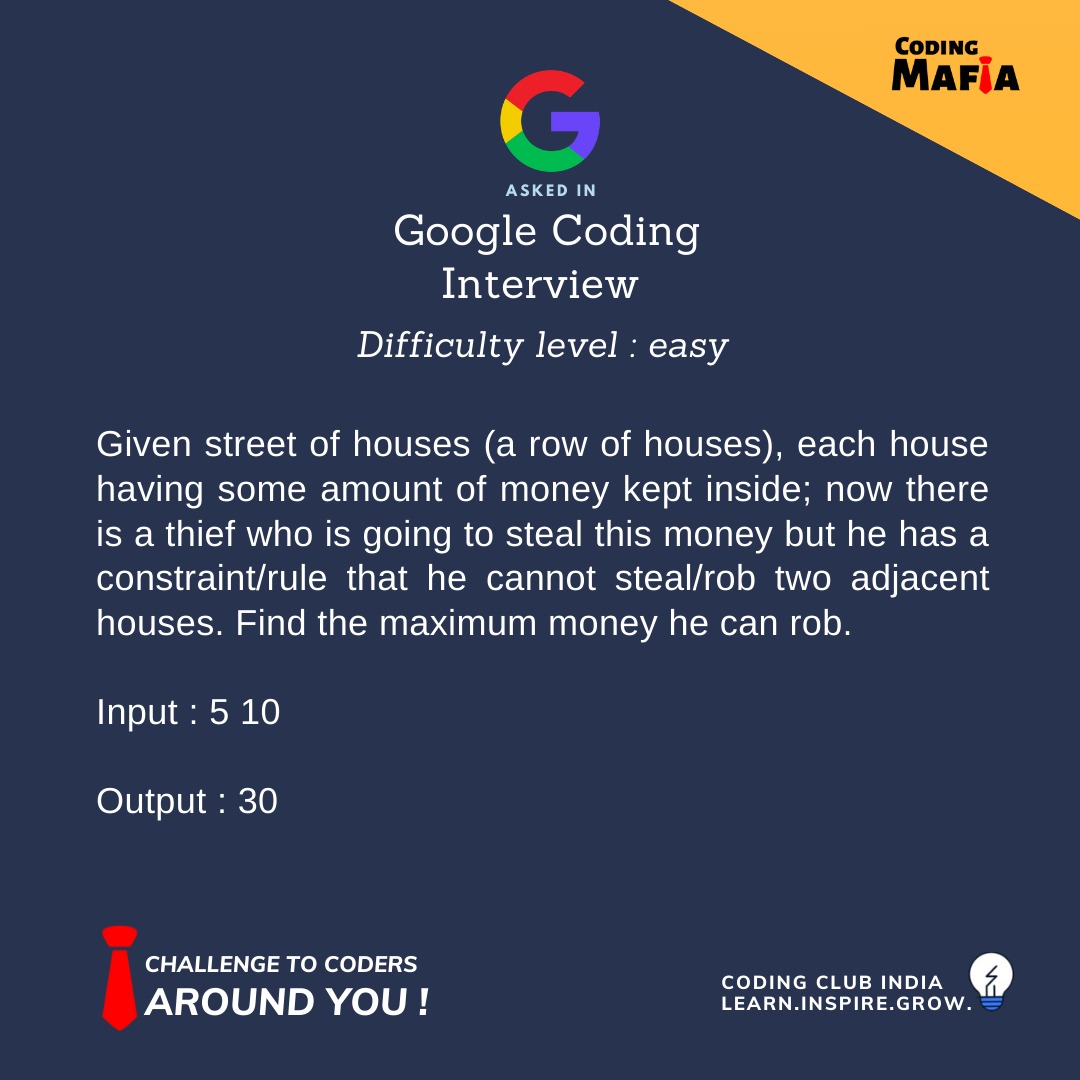 CODING
MAFIA
ASKED IN
Google Coding
Interview
Difficulty level : easy
Given street of houses (a row of houses), each house
having some amount of money kept inside; now there
is a thief who is going to steal this money but he has a
constraint/rule that he cannot steal/rob two adjacent
houses. Find the maximum money he can rob.
Input : 5 10
Output : 30
CHALLENGE TO CODERS
AROUND YOU !
CODING CLUB INDIA
LEARN.INSPIRE.GROW.